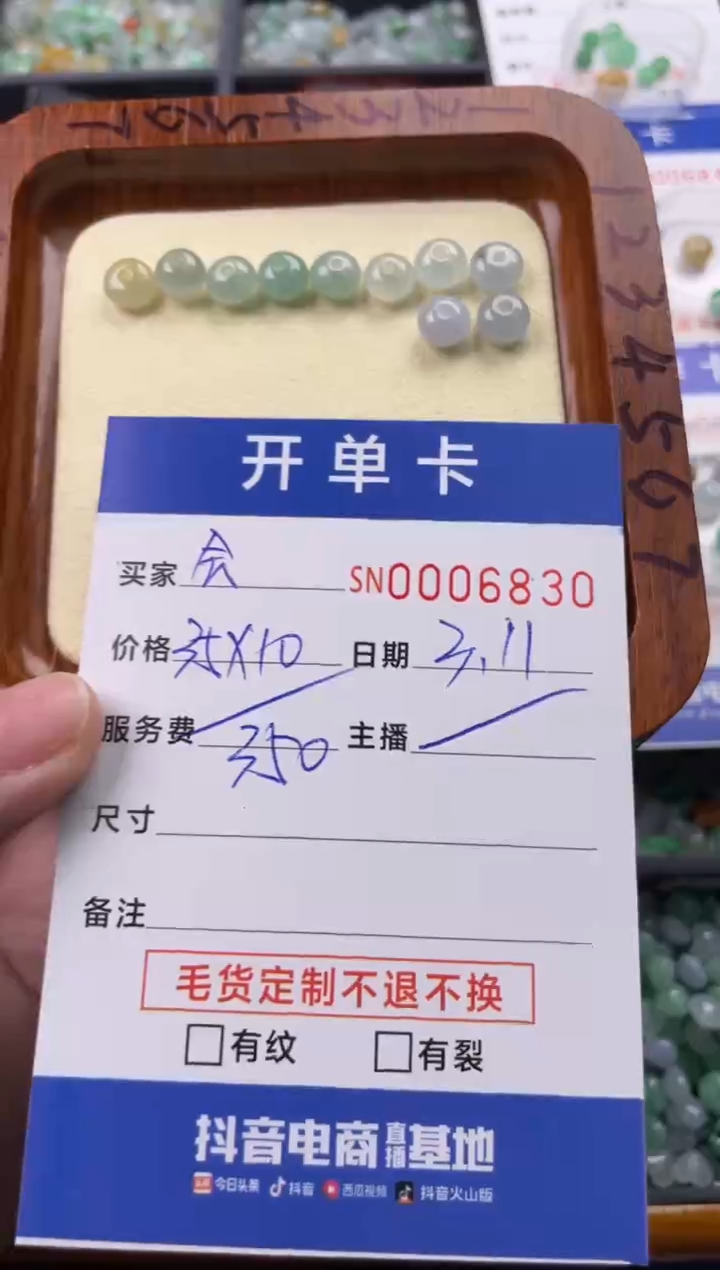 1234567
1234567
开单卡
买家 会 SN0006830
价格 35X10 日期 3.11
服务费 350 主播
尺寸
备注
毛货定制不退不换
□有纹 □有裂
抖音电商直播基地
今日头条 抖音 西瓜视频 抖音火山版